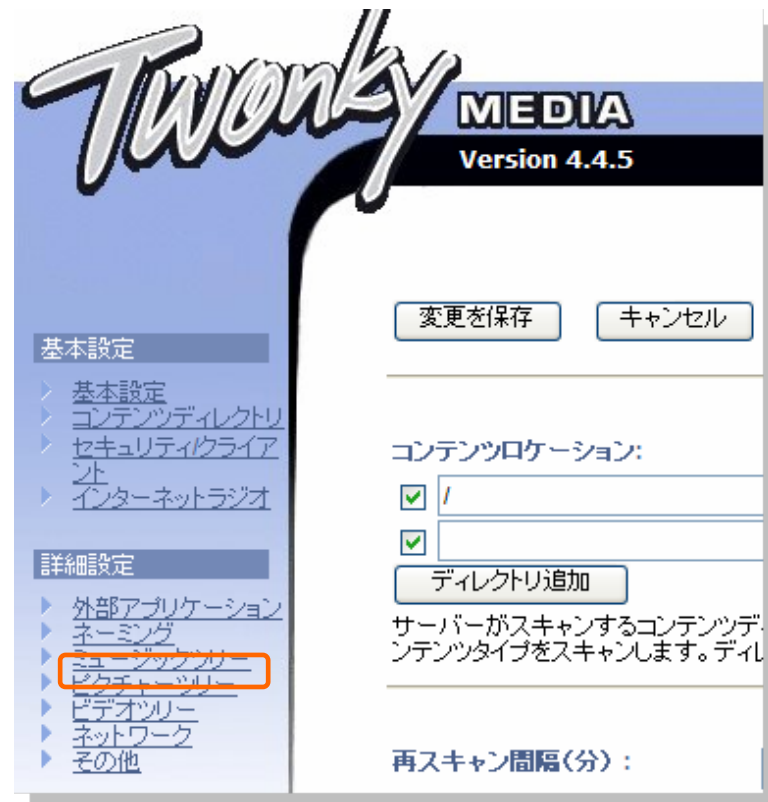 Twonky
MEDIA
Version 4.4.5
変更を保存 キャンセル
基本設定
基本設定
コンテンツディレクトリ
セキュリティ/クライア
ント
インターネットラジオ
詳細設定
外部アプリケーション
ネーミング
ミュージックツリー
ピクチャーツリー
ビデオツリー
ネットワーク
その他
コンテンツロケーション:
/
ディレクトリ追加
サーバーがスキャンするコンテンツデ
ンテンツタイプをスキャンします。ディレ
再スキャン間隔(分) :